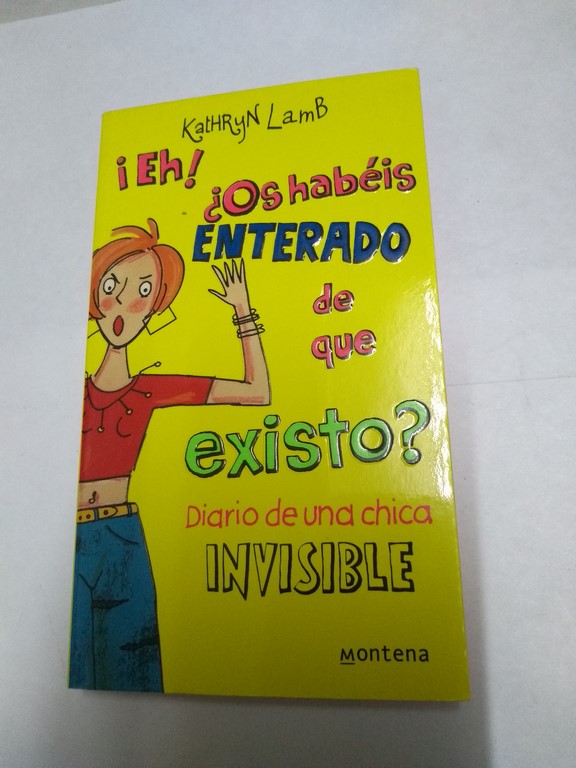 KatHRyN LamB
¡Eh!
¿Os habéis
ENTERADO
de
que
existo?
Diario de una chica
INVISIBLE
Montena